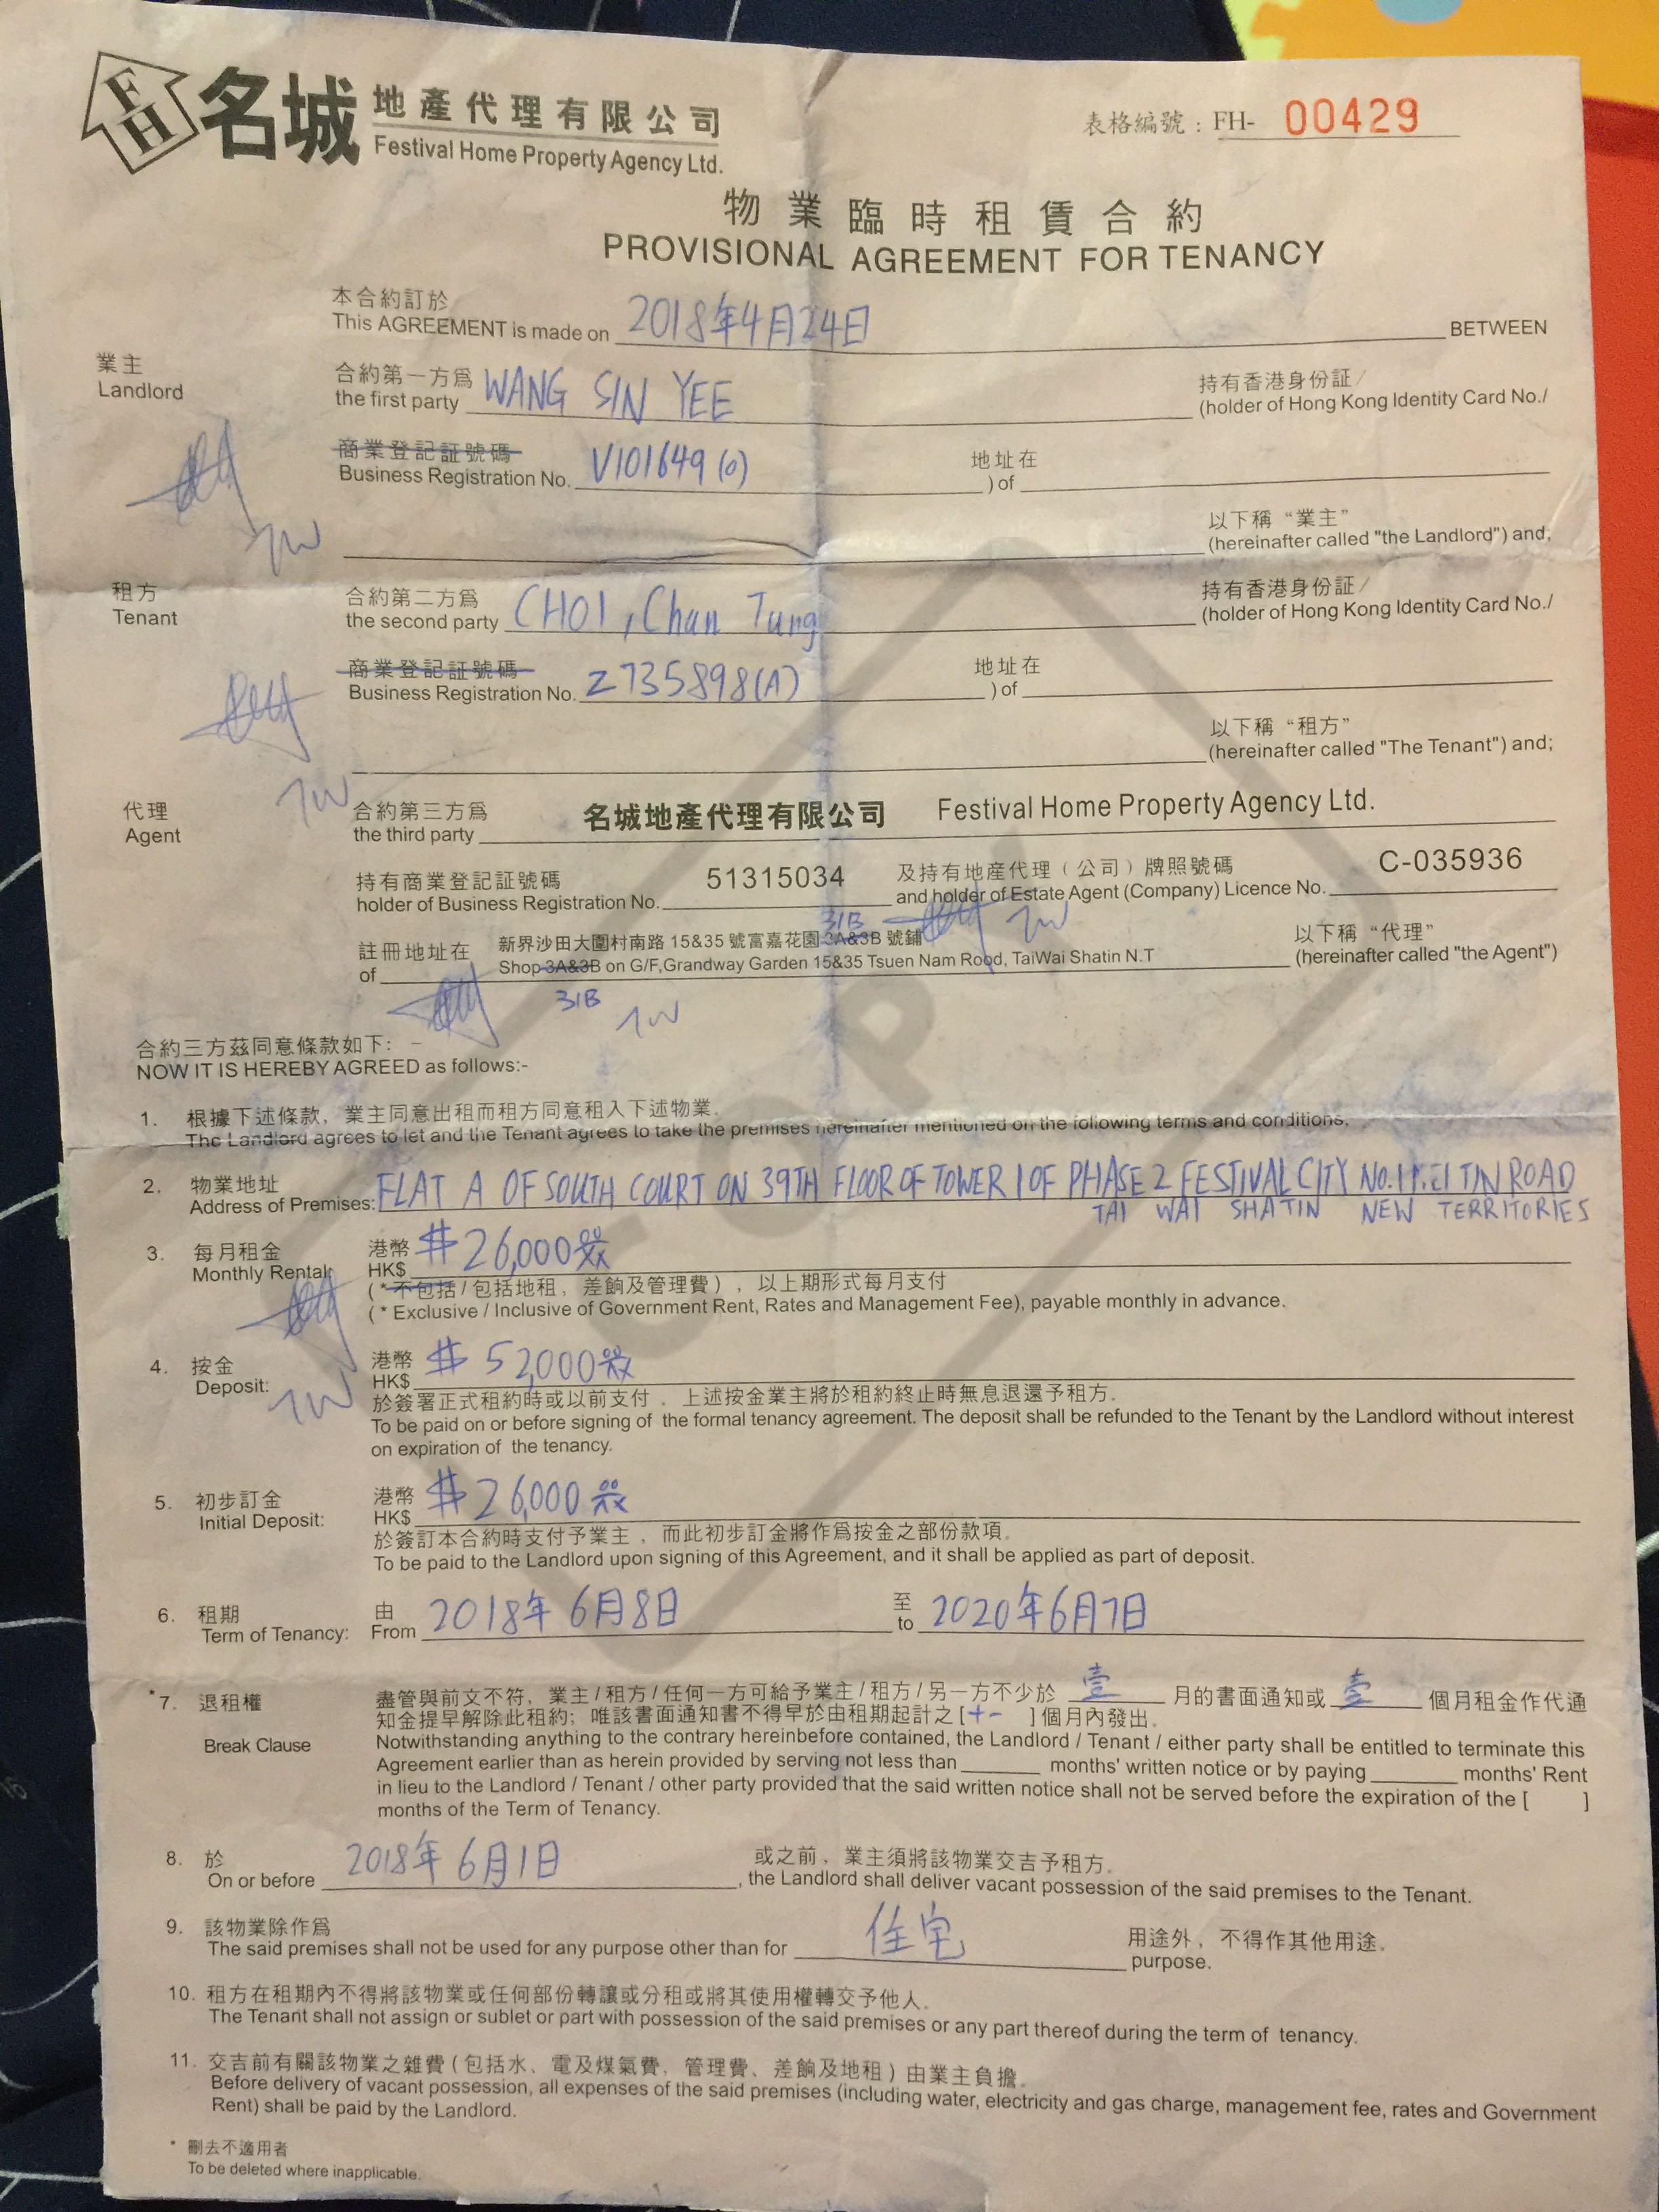 FH 名城 地產代理有限公司
Festival Home Property Agency Ltd.
表格編號：FH- 00429
物業臨時租賃合約
PROVISIONAL AGREEMENT FOR TENANCY
本合約訂於
This AGREEMENT is made on 2018年4月24日 BETWEEN
業主
Landlord
合約第一方爲
the first party WANG SIN YEE
持有香港身份証/
(holder of Hong Kong Identity Card No./
商業登記証號碼
Business Registration No. V101649(0)
地址在
) of
以下稱 "業主"
(hereinafter called "the Landlord") and;
租方
Tenant
合約第二方爲
the second party CHOI, Chan Tung
持有香港身份証/
(holder of Hong Kong Identity Card No./
商業登記証號碼
Business Registration No. Z735898(A)
地址在
) of
以下稱 "租方"
(hereinafter called "The Tenant") and;
代理
Agent
合約第三方爲
the third party 名城地產代理有限公司 Festival Home Property Agency Ltd.
持有商業登記証號碼
holder of Business Registration No. 51315034
及持有地産代理（公司）牌照號碼
and holder of Estate Agent (Company) Licence No. C-035936
31B
註冊地址在 新界沙田大圍村南路 15&35 號富嘉花園 3A&3B 號鋪
of Shop 3A&3B on G/F,Grandway Garden 15&35 Tsuen Nam Rood, TaiWai Shatin N.T
以下稱 "代理"
(hereinafter called "the Agent")
31B
合約三方茲同意條款如下：－
NOW IT IS HEREBY AGREED as follows:-
1. 根據下述條款，業主同意出租而租方同意租入下述物業．
The Landlord agrees to let and the Tenant agrees to take the premises hereinafter mentioned on the following terms and conditions.
2. 物業地址
Address of Premises: FLAT A OF SOUTH COURT ON 39TH FLOOR OF TOWER 1 OF PHASE 2 FESTIVAL CITY NO.1 MEI TIN ROAD
TAI WAI SHATIN NEW TERRITORIES
3. 每月租金
Monthly Rental:
港幣
HK$ $26,000
(*不包括/包括地租，差餉及管理費)，以上期形式每月支付
(* Exclusive / Inclusive of Government Rent, Rates and Management Fee), payable monthly in advance.
4. 按金
Deposit:
港幣
HK$ $52,000
於簽署正式租約時或以前支付．上述按金業主將於租約終止時無息退還予租方．
To be paid on or before signing of the formal tenancy agreement. The deposit shall be refunded to the Tenant by the Landlord without interest
on expiration of the tenancy.
5. 初步訂金
Initial Deposit:
港幣
HK$ $26,000
於簽訂本合約時支付予業主，而此初步訂金將作爲按金之部份款項。
To be paid to the Landlord upon signing of this Agreement, and it shall be applied as part of deposit.
6. 租期
Term of Tenancy:
由
From 2018年6月8日
至
to 2020年6月7日
*7. 退租權
Break Clause
盡管與前文不符，業主/租方/任何一方可給予業主/租方/另一方不少於 壹 月的書面通知或 壹 個月租金作代通
知金提早解除此租約；唯該書面通知書不得早於由租期起計之[十一]個月內發出．
Notwithstanding anything to the contrary hereinbefore contained, the Landlord / Tenant / either party shall be entitled to terminate this
Agreement earlier than as herein provided by serving not less than ______ months' written notice or by paying ______ months' Rent
in lieu to the Landlord / Tenant / other party provided that the said written notice shall not be served before the expiration of the [ ]
months of the Term of Tenancy.
8. 於
On or before 2018年6月1日
或之前，業主須將該物業交吉予租方．
, the Landlord shall deliver vacant possession of the said premises to the Tenant.
9. 該物業除作爲
The said premises shall not be used for any purpose other than for 住宅
用途外，不得作其他用途．
purpose.
10. 租方在租期內不得將該物業或任何部份轉讓或分租或將其使用權轉交予他人．
The Tenant shall not assign or sublet or part with possession of the said premises or any part thereof during the term of tenancy.
11. 交吉前有關該物業之雜費(包括水、電及煤氣費，管理費、差餉及地租)由業主負擔．
Before delivery of vacant possession, all expenses of the said premises (including water, electricity and gas charge, management fee, rates and Government
Rent) shall be paid by the Landlord.
* 刪去不適用者
To be deleted where inapplicable.
COPY